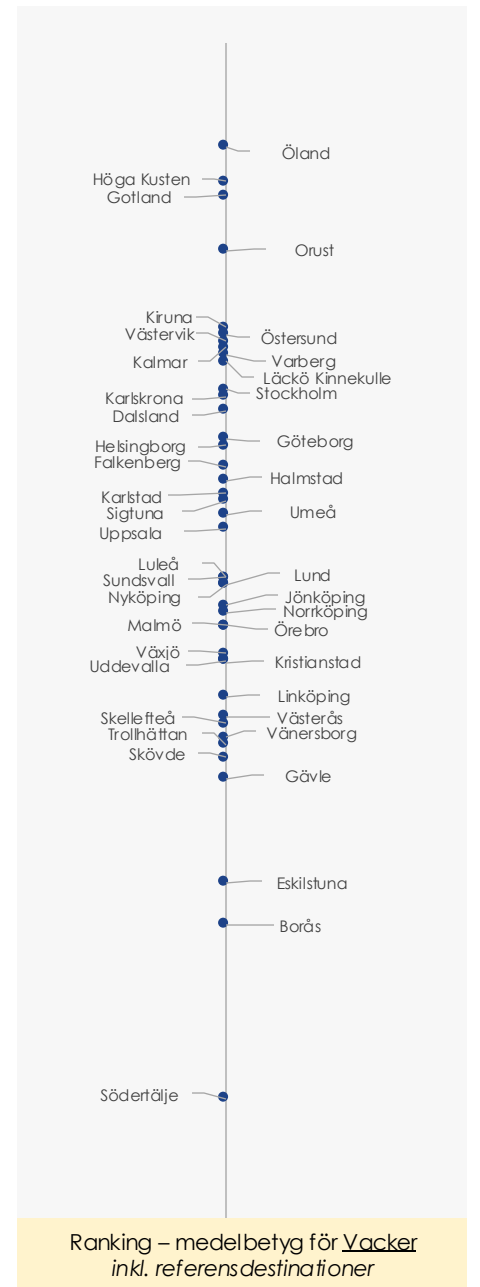 Öland
Höga Kusten
Gotland
Orust
Kiruna
Västervik
Östersund
Kalmar
Varberg
Läckö Kinnekulle
Stockholm
Karlskrona
Dalsland
Göteborg
Helsingborg
Falkenberg
Halmstad
Karlstad
Sigtuna
Umeå
Uppsala
Luleå
Lund
Sundsvall
Nyköping
Jönköping
Norrköping
Malmö
Örebro
Växjö
Kristianstad
Uddevalla
Linköping
Skellefteå
Västerås
Trollhättan
Vänersborg
Skövde
Gävle
Eskilstuna
Borås
Södertälje
Ranking – medelbetyg för Vacker
inkl. referensdestinationer